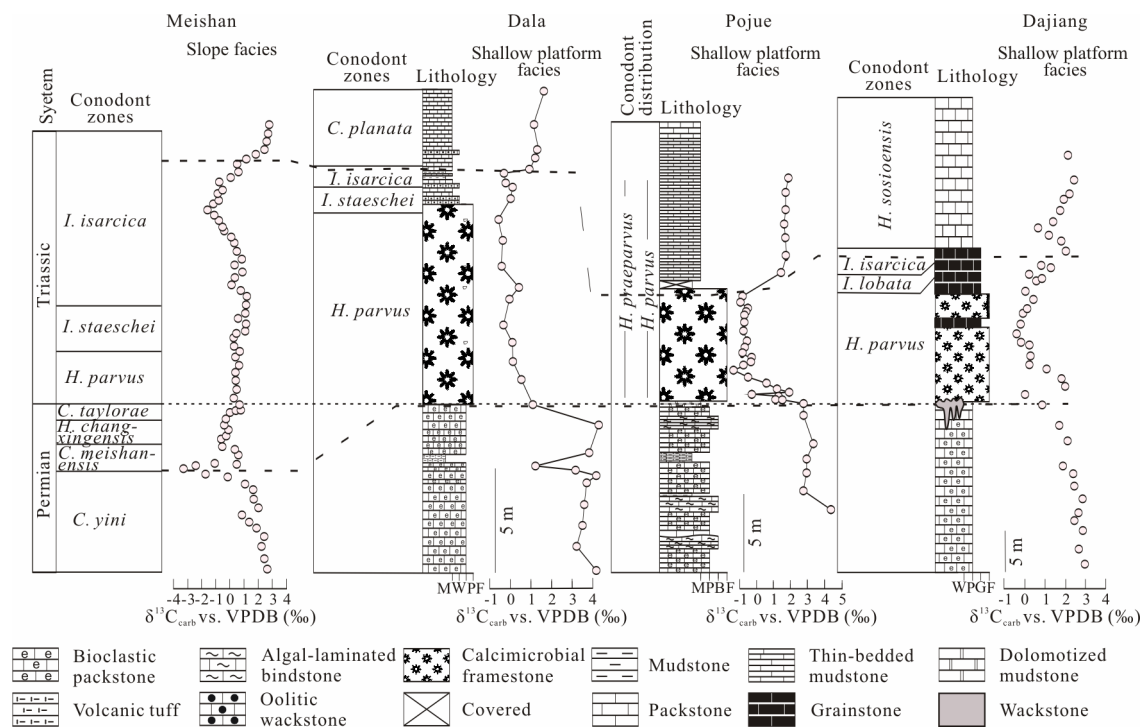 Meishan
Dala
Pojue
Dajiang
Slope facies
Shallow platform
facies
Shallow platform
facies
Shallow platform
facies
Syetem
Conodont
zones
Triassic
Permian
I. isarcica
I. staeschei
H. parvus
C. taylorae
H. chang-
xingensis
C. meishan-
ensis
C. yini
-4-3-2-1 0 1 2 3 4
δ13Ccarb vs. VPDB (‰)
Conodont
zones
Lithology
C. planata
I. isarcica
I. staeschei
H. parvus
5 m
MWPF
-2-1 0 1 2 3 4
δ13Ccarb vs. VPDB (‰)
Conodont
distribution
Lithology
H. praeparvus
H. parvus
5 m
MPBF
-1 0 1 2 3 4 5
δ13Ccarb vs. VPDB (‰)
Conodont
zones
Lithology
H. sosioensis
I. isarcica
I. lobata
H. parvus
5 m
WPGF
-1 0 1 2 3 4
δ13Ccarb vs. VPDB (‰)
Bioclastic
packstone
Algal-laminated
bindstone
Calcimicrobial
framestone
Mudstone
Thin-bedded
mudstone
Dolomotized
mudstone
Volcanic tuff
Oolitic
wackstone
Covered
Packstone
Grainstone
Wackstone